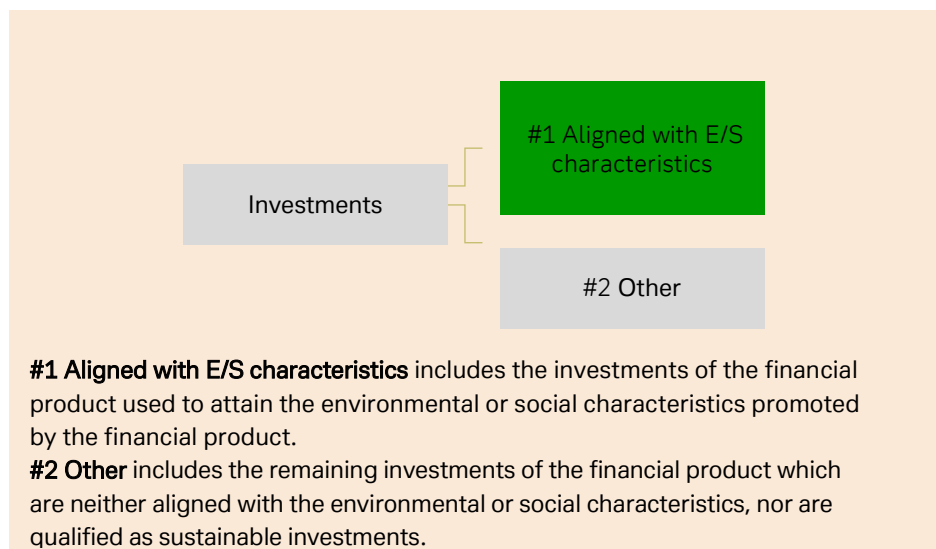 #1 Aligned with E/S
characteristics
Investments
#2 Other
#1 Aligned with E/S characteristics includes the investments of the financial
product used to attain the environmental or social characteristics promoted
by the financial product.
#2 Other includes the remaining investments of the financial product which
are neither aligned with the environmental or social characteristics, nor are
qualified as sustainable investments.